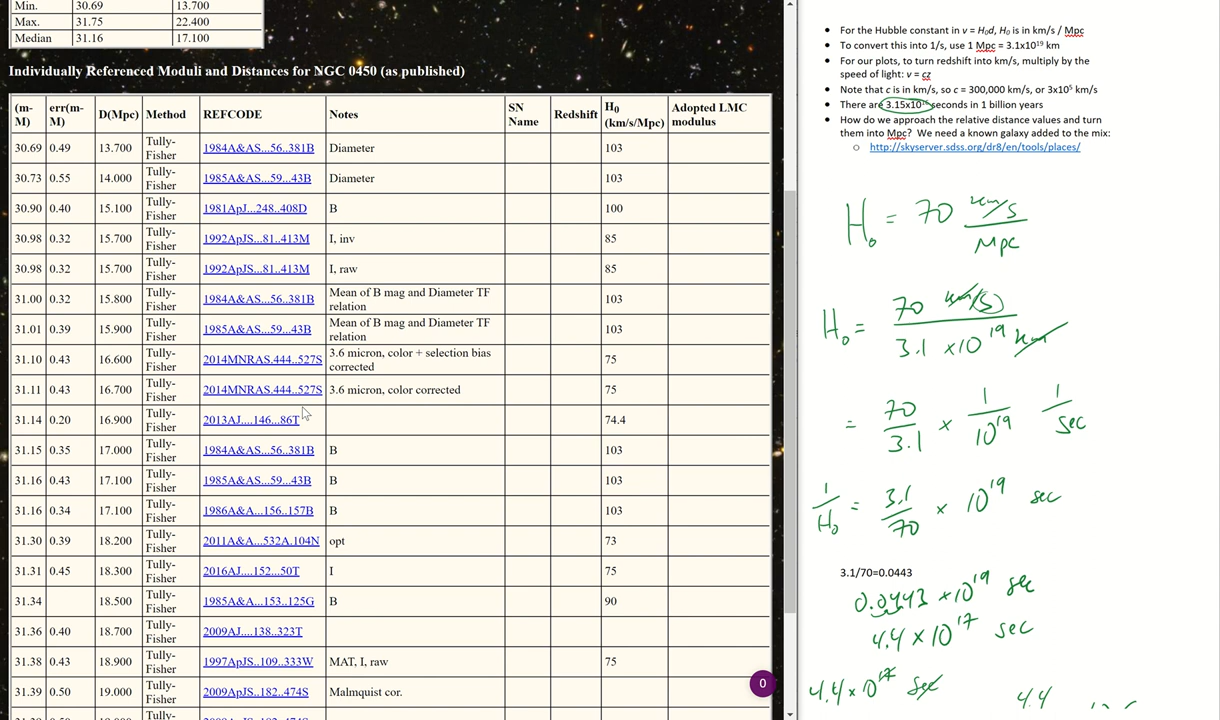 Min. 30.69 13.700
Max. 31.75 22.400
Median 31.16 17.100
Individually Referenced Moduli and Distances for NGC 0450 (as published)
(m-M) err(m-M) D(Mpc) Method REFCODE Notes SN Name Redshift H0 (km/s/Mpc) Adopted LMC modulus
30.69 0.49 13.700 Tully-Fisher 1984A&AS...56..381B Diameter 103
30.73 0.55 14.000 Tully-Fisher 1985A&AS...59...43B Diameter 103
30.90 0.40 15.100 Tully-Fisher 1981ApJ...248..408D B 100
30.98 0.32 15.700 Tully-Fisher 1992ApJS...81..413M I, inv 85
30.98 0.32 15.700 Tully-Fisher 1992ApJS...81..413M I, raw 85
31.00 0.32 15.800 Tully-Fisher 1984A&AS...56..381B Mean of B mag and Diameter TF relation 103
31.01 0.39 15.900 Tully-Fisher 1985A&AS...59...43B Mean of B mag and Diameter TF relation 103
31.10 0.43 16.600 Tully-Fisher 2014MNRAS.444..527S 3.6 micron, color + selection bias corrected 75
31.11 0.43 16.700 Tully-Fisher 2014MNRAS.444..527S 3.6 micron, color corrected 75
31.14 0.20 16.900 Tully-Fisher 2013AJ....146...86T 74.4
31.15 0.35 17.000 Tully-Fisher 1984A&AS...56..381B B 103
31.16 0.43 17.100 Tully-Fisher 1985A&AS...59...43B B 103
31.16 0.34 17.100 Tully-Fisher 1986A&A...156..157B B 103
31.30 0.39 18.200 Tully-Fisher 2011A&A...532A.104N opt 73
31.31 0.45 18.300 Tully-Fisher 2016AJ....152...50T I 75
31.34 18.500 Tully-Fisher 1985A&A...153..125G B 90
31.36 0.40 18.700 Tully-Fisher 2009AJ....138..323T
31.38 0.43 18.900 Tully-Fisher 1997ApJS..109..333W MAT, I, raw 75
31.39 0.50 19.000 Tully-Fisher 2009ApJS..182..474S Malmquist cor.
Tully-
0
• For the Hubble constant in v = H0d, H0 is in km/s / Mpc
• To convert this into 1/s, use 1 Mpc = 3.1x10^19 km
• For our plots, to turn redshift into km/s, multiply by the
speed of light: v = cz
• Note that c is in km/s, so c = 300,000 km/s, or 3x10^5 km/s
• There are 3.15x10 seconds in 1 billion years
• How do we approach the relative distance values and turn
them into Mpc? We need a known galaxy added to the mix:
o http://skyserver.sdss.org/dr8/en/tools/places/
H0 = 70 km/s / Mpc
H0 = 70 km/s / 3.1 x10^19 km
= 70/3.1 x 1/10^19 1/sec
1/H0 = 3.1/70 x 10^19 sec
3.1/70=0.0443
0.0443 x10^19 sec
4.4 x 10^17 sec
4.4 x 10^17 sec 4.4